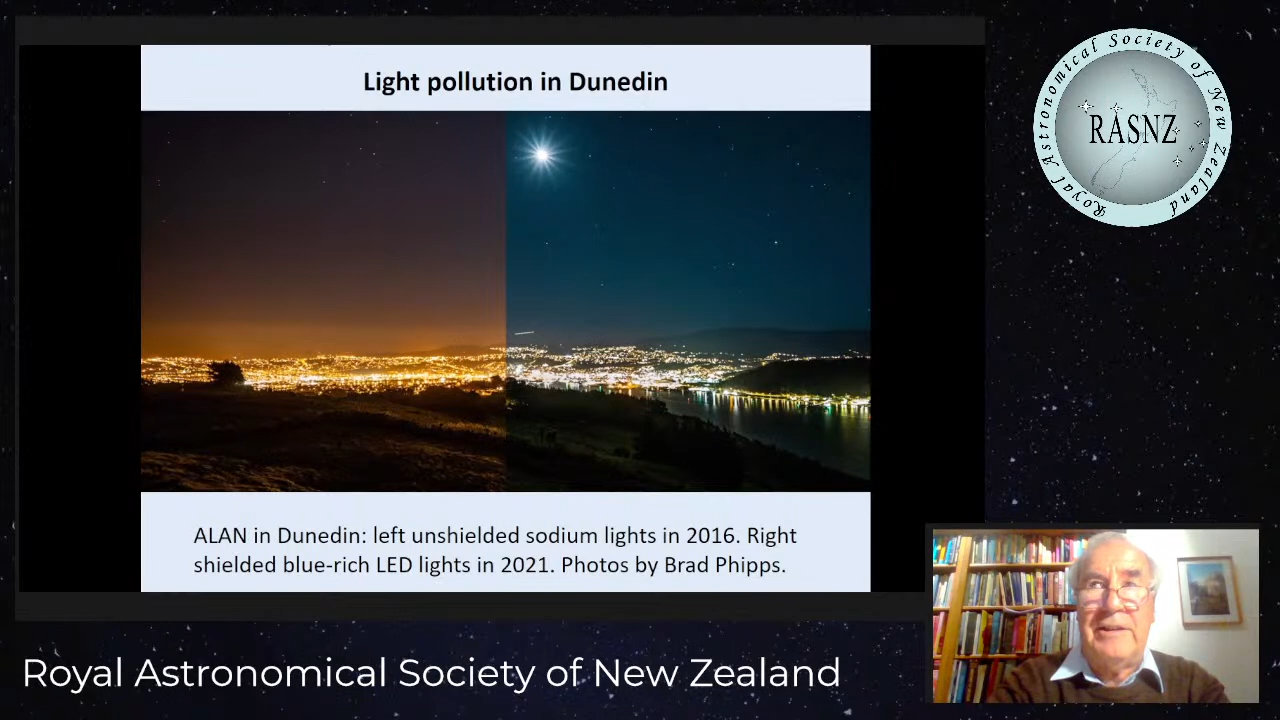 Light pollution in Dunedin
Royal Astronomical Society of New Zealand
RASNZ
ALAN in Dunedin: left unshielded sodium lights in 2016. Right
shielded blue-rich LED lights in 2021. Photos by Brad Phipps.
Royal Astronomical Society of New Zealand